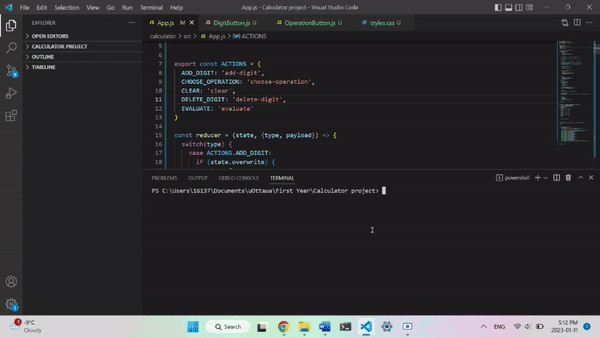 File Edit Selection View Go Run Terminal Help
App.js - Calculator project - Visual Studio Code
EXPLORER
OPEN EDITORS
CALCULATOR PROJECT
OUTLINE
TIMELINE
App.js M
DigitButton.js U
OperationButton.js U
styles.css U
calculator > src > App.js > ACTIONS
5
6
7 export const ACTIONS = {
8 ADD_DIGIT: 'add-digit',
9 CHOOSE_OPERATION: 'choose-operation',
10 CLEAR: 'clear',
11 DELETE_DIGIT: 'delete-digit',
12 EVALUATE: 'evaluate'
13 }
14
15 const reducer = (state, {type, payload}) => {
16 switch(type) {
17 case ACTIONS.ADD_DIGIT:
18 if (state.overwrite) {
PROBLEMS OUTPUT DEBUG CONSOLE TERMINAL
powershell
PS C:\Users\16137\Documents\uOttawa\First Year\Calculator project>
-9°C
Cloudy
Search
ENG
5:12 PM
2023-01-11